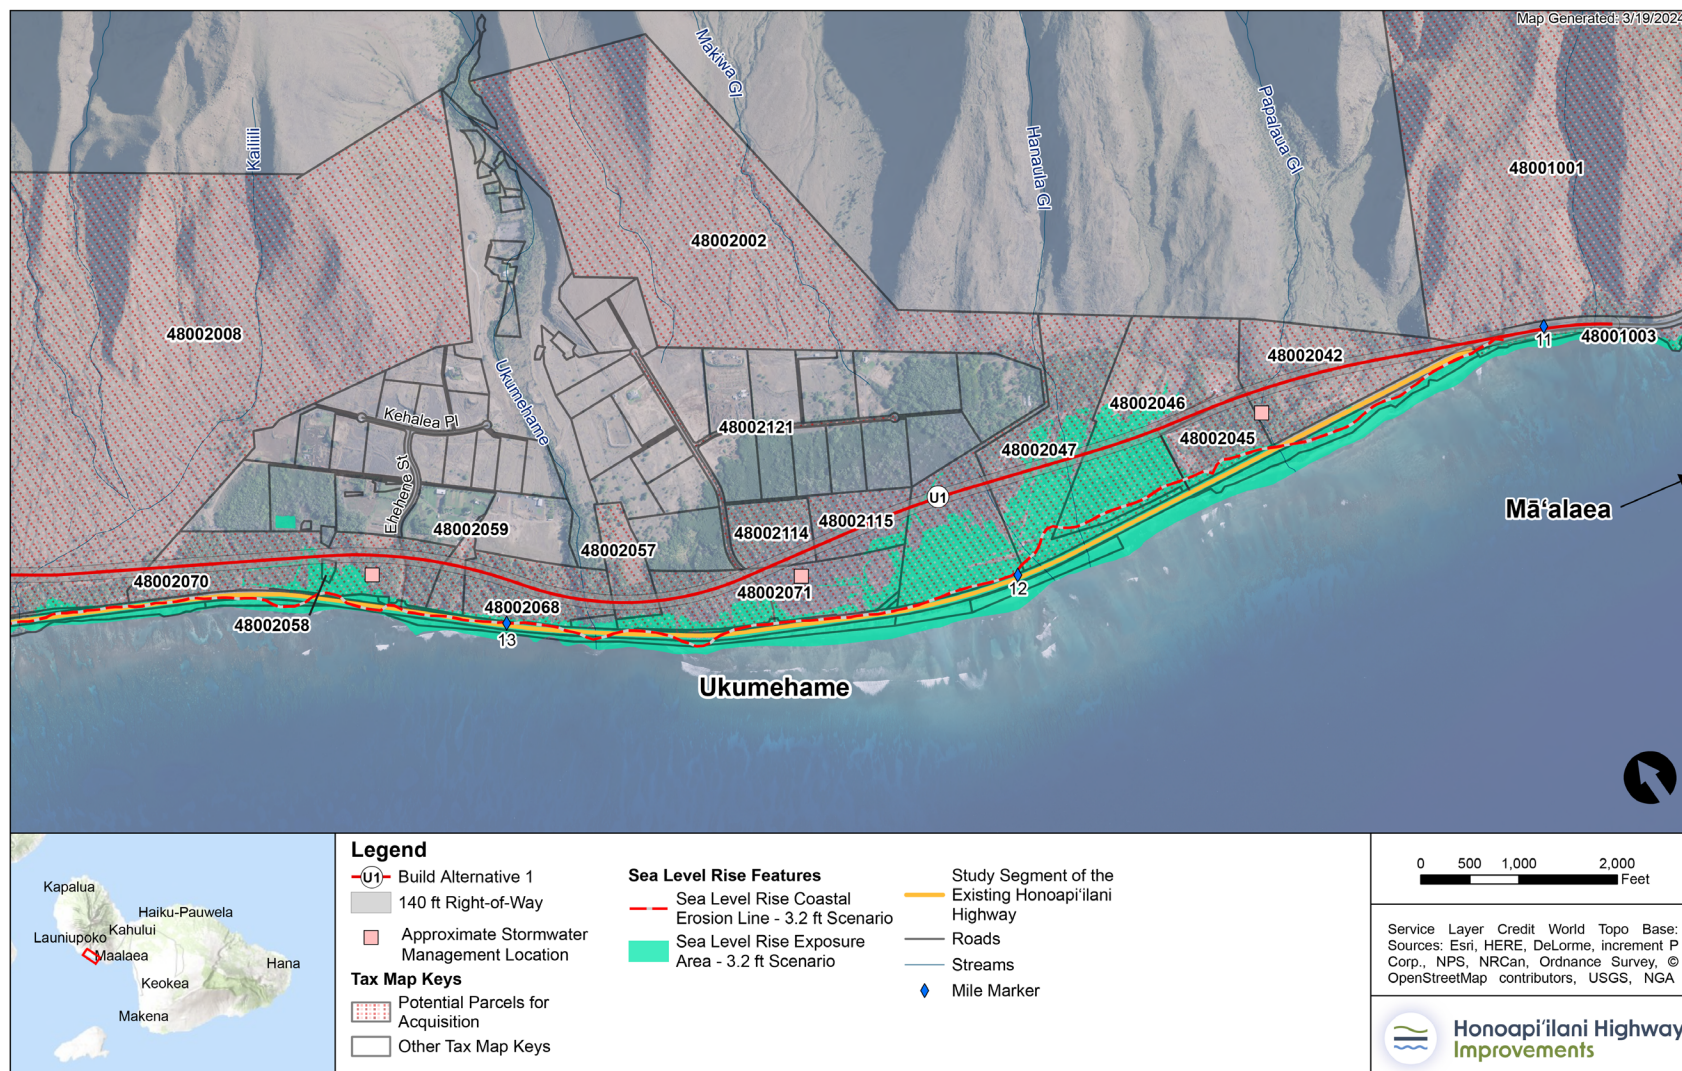 Map Generated: 3/19/2024
Makiwa Gl
Kailiili
Hanaula Gl
Papalaua Gl
48001001
48002002
48002008
11
48001003
48002042
Ukumehame
48002046
Kehalea Pl
48002121
48002045
48002047
U1
Ehehene St
Māʻalaea
48002059
48002114
48002115
48002057
48002070
48002071
12
48002068
48002058
13
Ukumehame
Kapalua
Haiku-Pauwela
Kahului
Launiupoko
Maalaea
Hana
Keokea
Makena
Legend
U1 Build Alternative 1
140 ft Right-of-Way
Approximate Stormwater
Management Location
Tax Map Keys
Potential Parcels for
Acquisition
Other Tax Map Keys
Sea Level Rise Features
Sea Level Rise Coastal
Erosion Line - 3.2 ft Scenario
Sea Level Rise Exposure
Area - 3.2 ft Scenario
Study Segment of the
Existing Honoapiʻilani
Highway
Roads
Streams
Mile Marker
0 500 1,000 2,000
Feet
Service Layer Credit World Topo Base:
Sources: Esri, HERE, DeLorme, increment P
Corp., NPS, NRCan, Ordnance Survey, ©
OpenStreetMap contributors, USGS, NGA
Honoapiʻilani Highway
Improvements